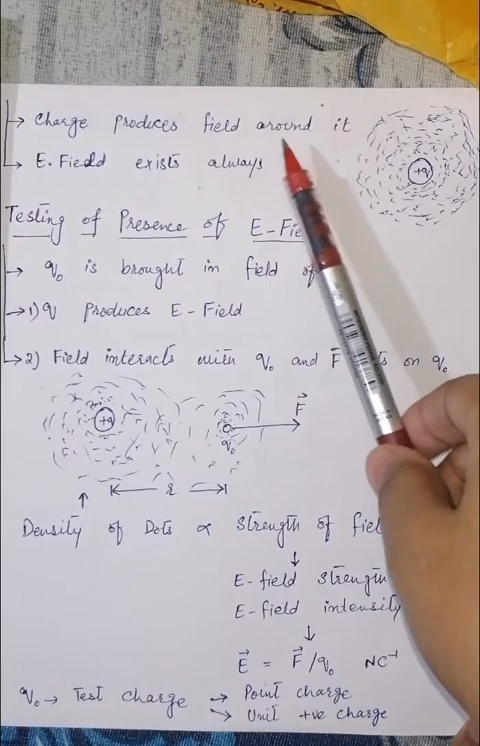 → Charge produces field around it
→ E. Field exists always
+q
Testing of Presence of E-Fie
→ q₀ is brought in field of
→ 1) q produces E-Field
→ 2) Field interacts with q₀ and F⃗ ts on q₀
+q
q₀
F⃗
r
Density of Dots ∝ Strength of fiel
E-field strength
E-field intensity
E⃗ = F⃗/q₀ NC⁻¹
q₀ → Test charge → Point charge
→ Unit +ve charge